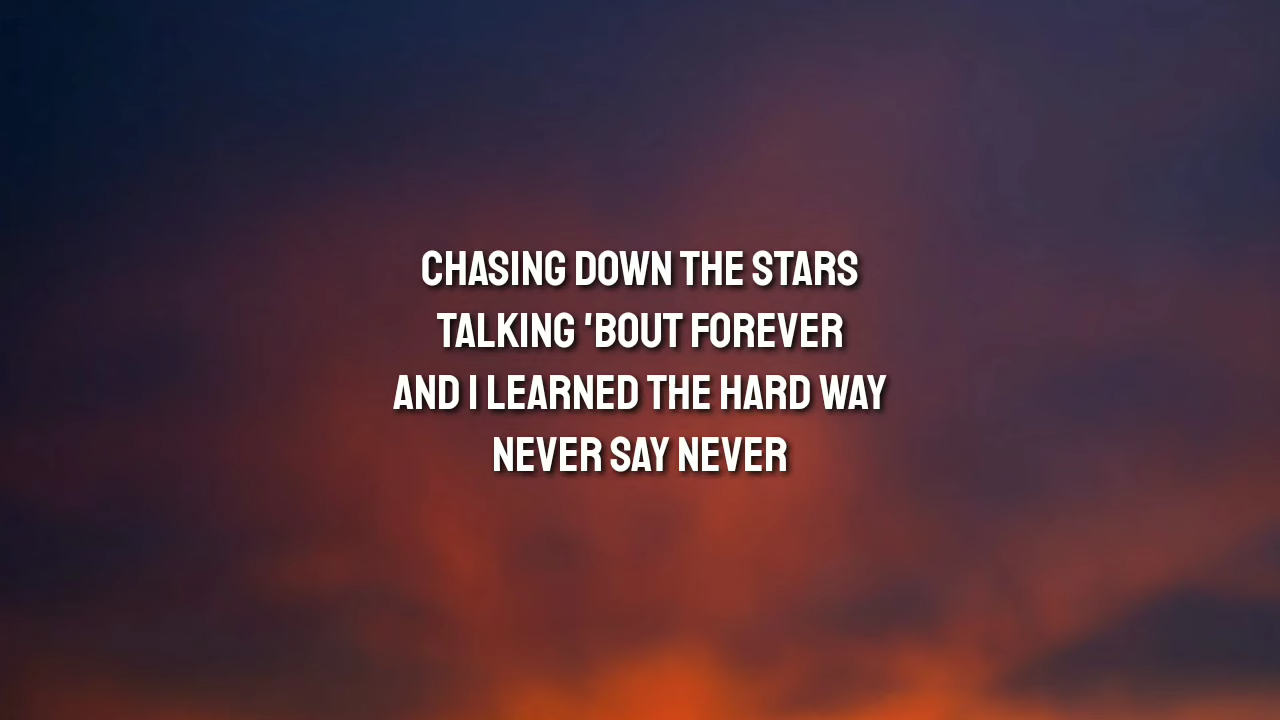 CHASING DOWN THE STARS
TALKING 'BOUT FOREVER
AND I LEARNED THE HARD WAY
NEVER SAY NEVER